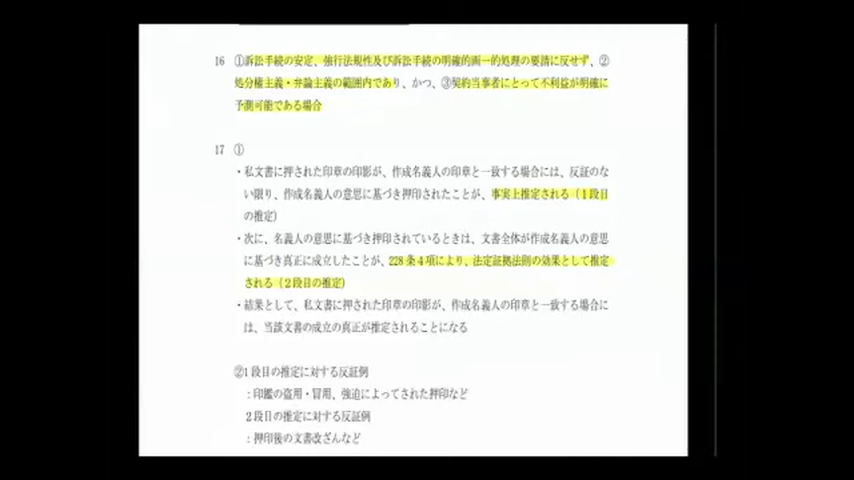 16 ①訴訟手続の安定、強行法規性及び訴訟手続の明確的画一的処理の要請に反せず、②
処分権主義・弁論主義の範囲内であり、かつ、③契約当事者にとって不利益が明確に
予測可能である場合
17 ①
・私文書に押された印章の印影が、作成名義人の印章と一致する場合には、反証のな
い限り、作成名義人の意思に基づき押印されたことが、事実上推定される（1段目
の推定）
・次に、名義人の意思に基づき押印されているときは、文書全体が作成名義人の意思
に基づき真正に成立したことが、228条4項により、法定証拠法則の効果として推定
される（2段目の推定）
・結果として、私文書に押された印章の印影が、作成名義人の印章と一致する場合に
は、当該文書の成立の真正が推定されることになる
②1段目の推定に対する反証例
：印鑑の盗用・冒用、強迫によってされた押印など
2段目の推定に対する反証例
：押印後の文書改ざんなど